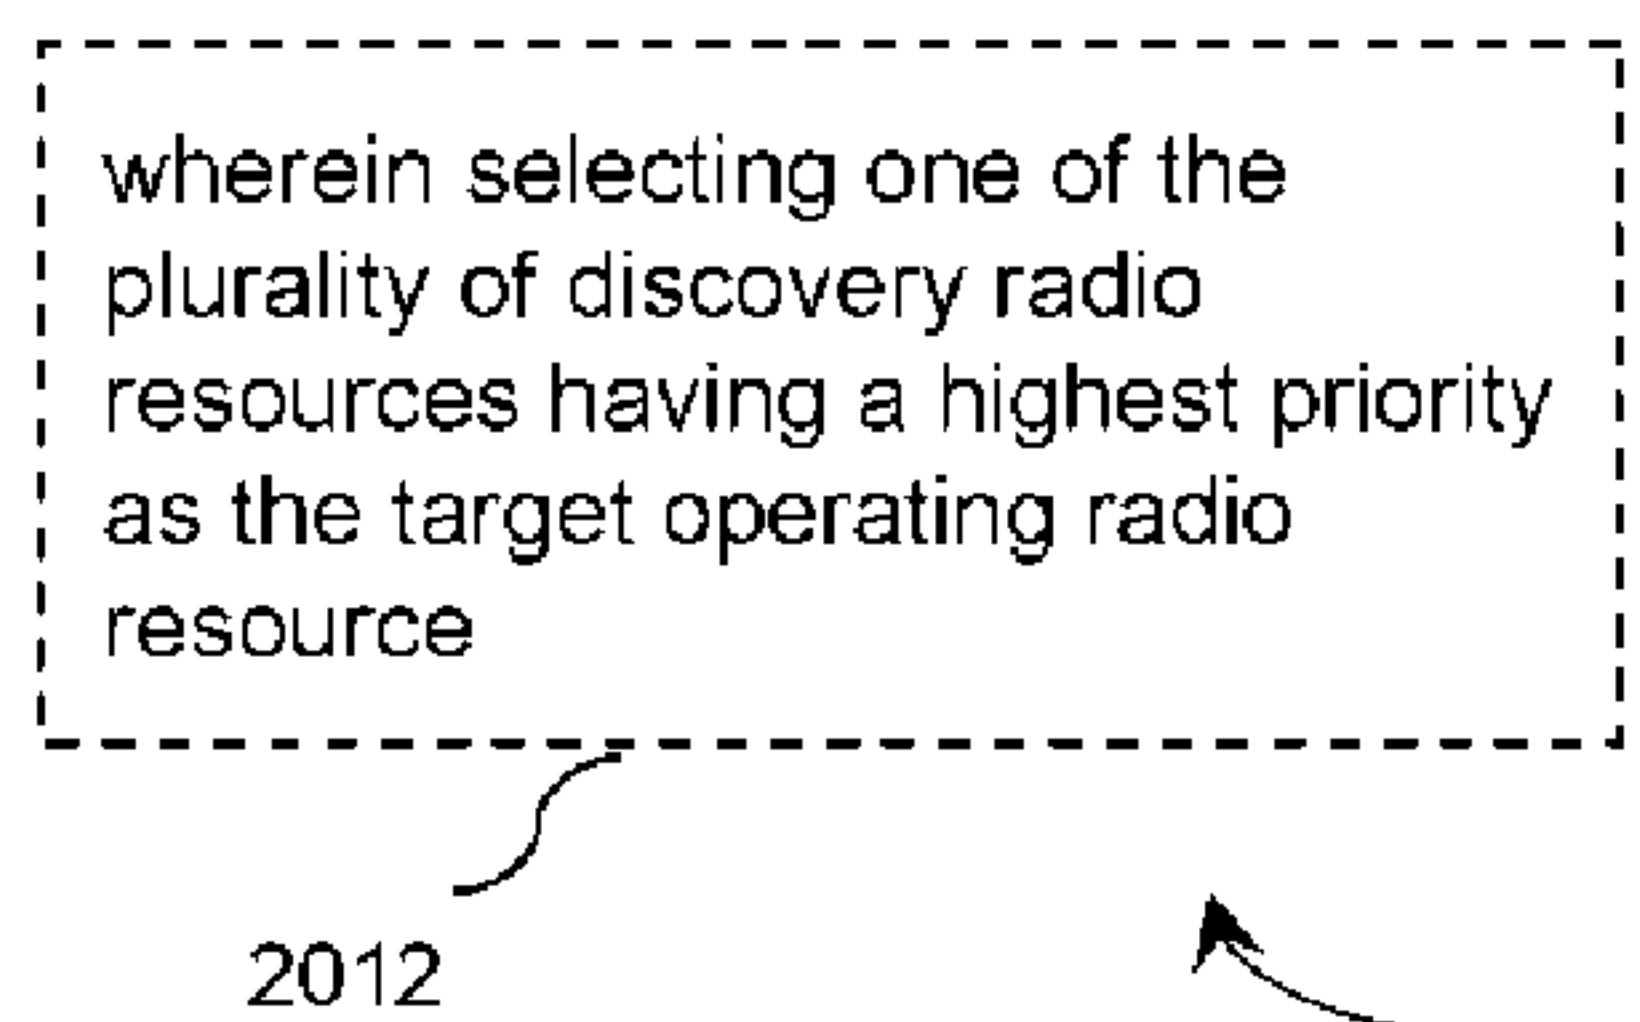 wherein selecting one of the
plurality of discovery radio
resources having a highest priority
as the target operating radio
resource
2012